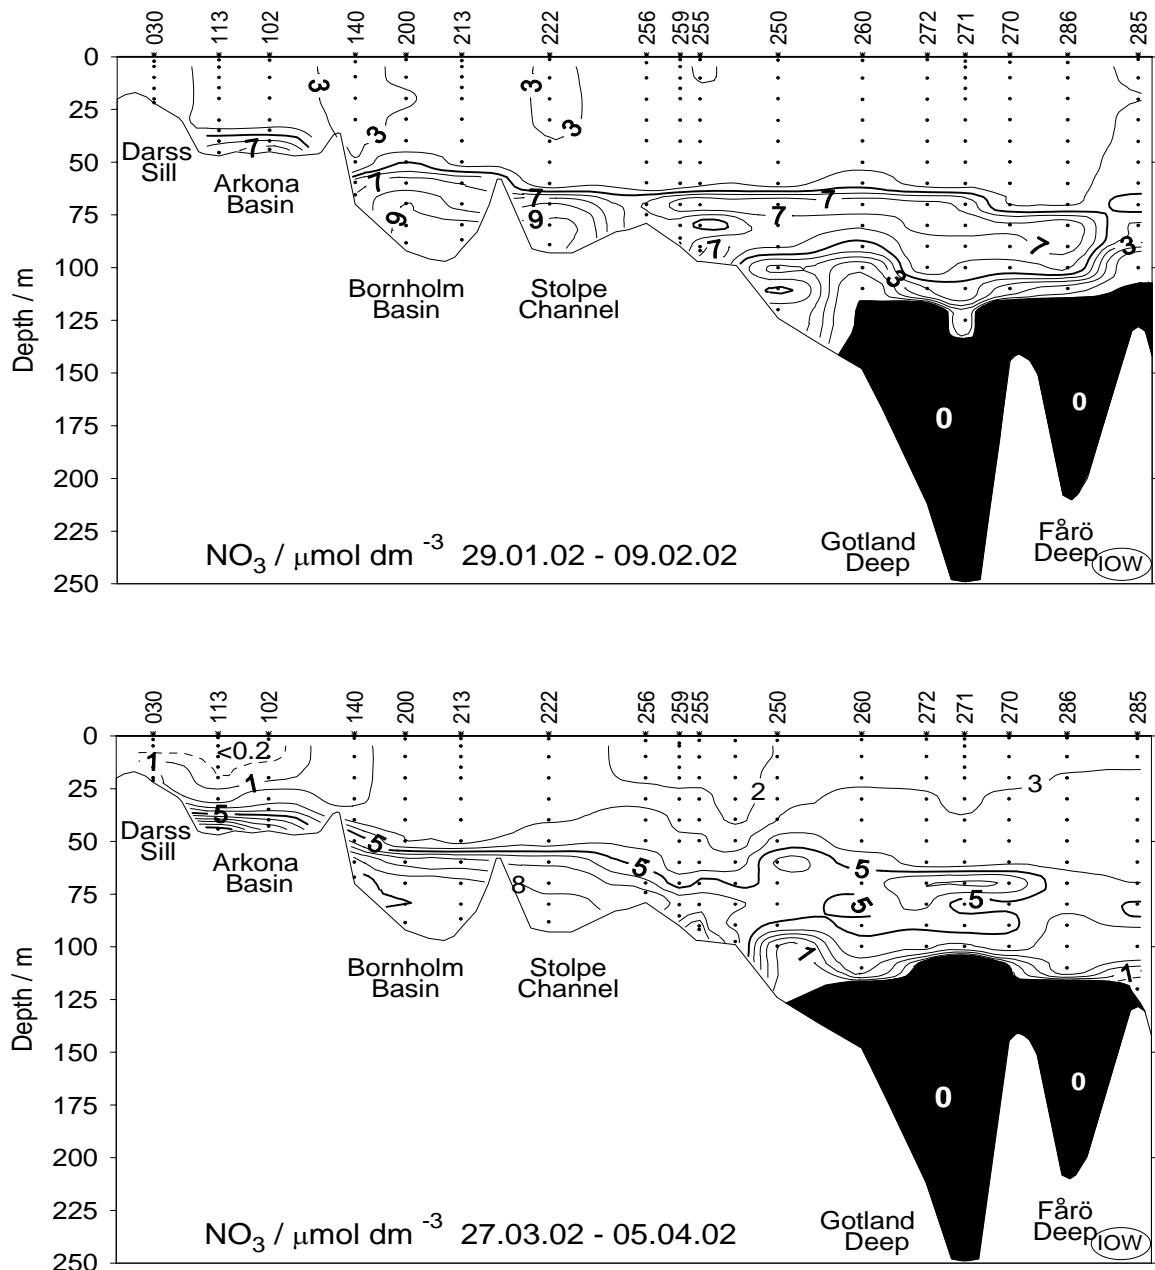 030 113 102 140 200 213 222 256 259 255 250 260 272 271 270 286 285
0
25
50
75
100
125
150
175
200
225
250
Depth / m
3 3 3 3 3
7 7 9 7 9 7 7 7 7 3 3
Darss
Sill
Arkona
Basin
Bornholm
Basin
Stolpe
Channel
0
0
Gotland
Deep
Fårö
Deep
IOW
NO3 / μmol dm -3 29.01.02 - 09.02.02
030 113 102 140 200 213 222 256 259 255 250 260 272 271 270 286 285
0
25
50
75
100
125
150
175
200
225
250
Depth / m
<0.2
1 1 2 3
5 5 5 5 5 5 8 1 1
Darss
Sill
Arkona
Basin
Bornholm
Basin
Stolpe
Channel
0
0
Gotland
Deep
Fårö
Deep
IOW
NO3 / μmol dm -3 27.03.02 - 05.04.02